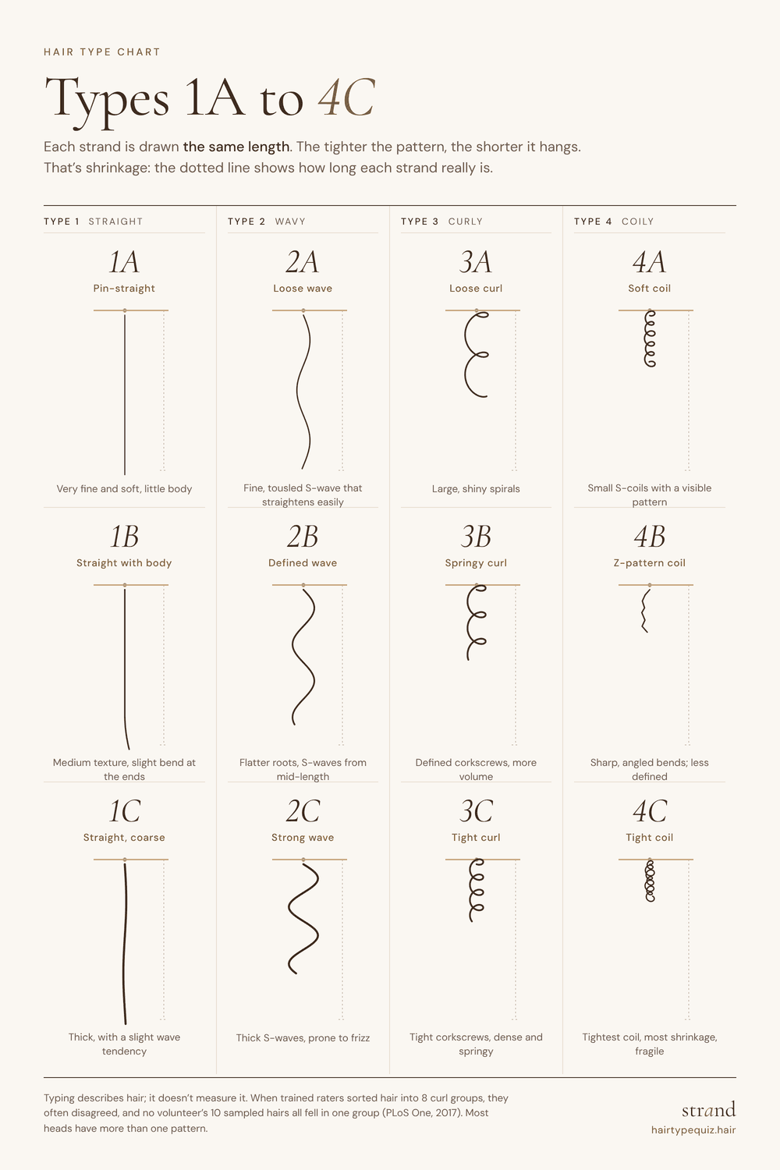 HAIR TYPE CHART
Types 1A to 4C
Each strand is drawn the same length. The tighter the pattern, the shorter it hangs.
That’s shrinkage: the dotted line shows how long each strand really is.
TYPE 1 STRAIGHT
TYPE 2 WAVY
TYPE 3 CURLY
TYPE 4 COILY
1A
Pin-straight
Very fine and soft, little body
2A
Loose wave
Fine, tousled S-wave that
straightens easily
3A
Loose curl
Large, shiny spirals
4A
Soft coil
Small S-coils with a visible
pattern
1B
Straight with body
Medium texture, slight bend at
the ends
2B
Defined wave
Flatter roots, S-waves from
mid-length
3B
Springy curl
Defined corkscrews, more
volume
4B
Z-pattern coil
Sharp, angled bends; less
defined
1C
Straight, coarse
Thick, with a slight wave
tendency
2C
Strong wave
Thick S-waves, prone to frizz
3C
Tight curl
Tight corkscrews, dense and
springy
4C
Tight coil
Tightest coil, most shrinkage,
fragile
Typing describes hair; it doesn’t measure it. When trained raters sorted hair into 8 curl groups, they
often disagreed, and no volunteer’s 10 sampled hairs all fell in one group (PLoS One, 2017). Most
heads have more than one pattern.
strand
hairtypequiz.hair